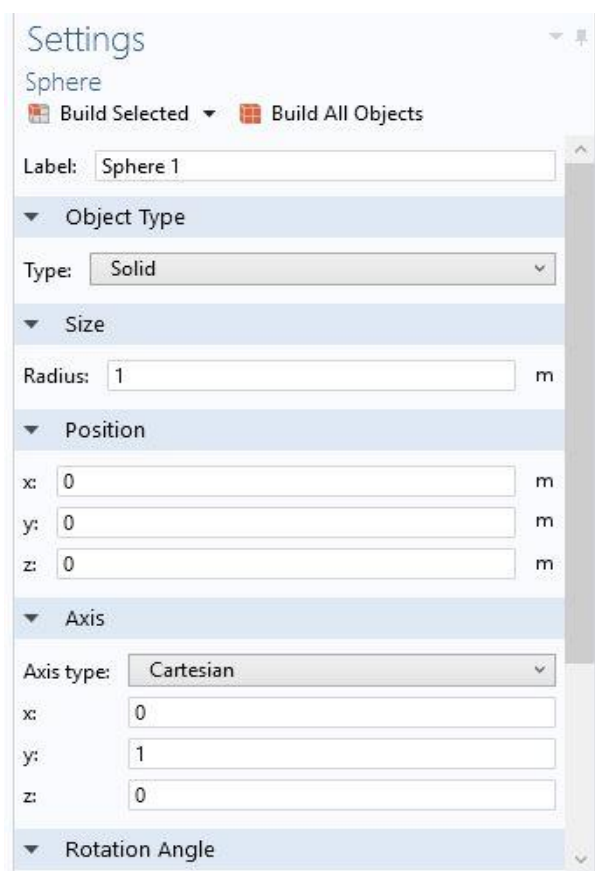 Settings
Sphere
Build Selected Build All Objects
Label: Sphere 1
Object Type
Type: Solid
Size
Radius: 1 m
Position
x: 0 m
y: 0 m
z: 0 m
Axis
Axis type: Cartesian
x: 0
y: 1
z: 0
Rotation Angle